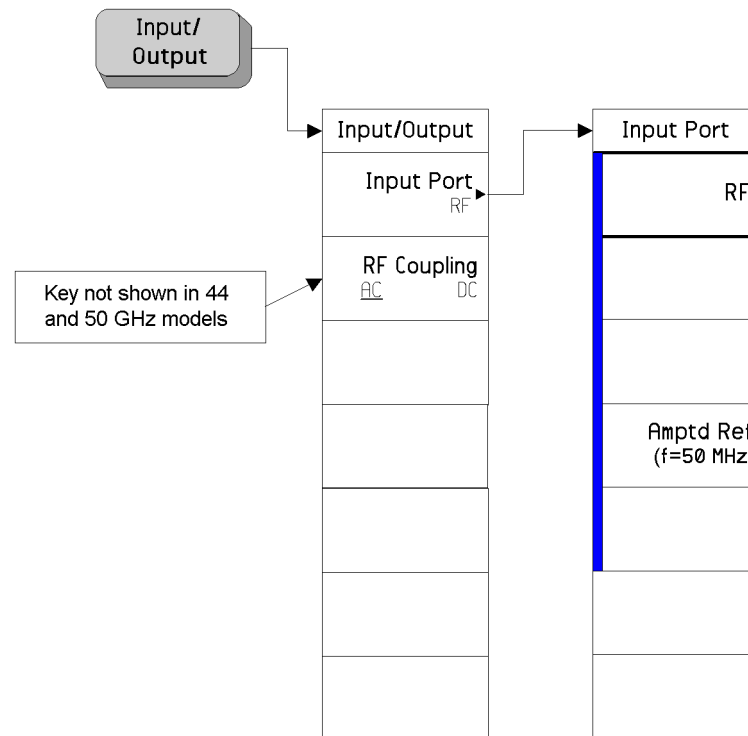 Input/
Output
Input/Output
Input Port
RF
RF Coupling
AC DC
Key not shown in 44
and 50 GHz models
Input Port
RF
Amptd Ref
(f=50 MHz